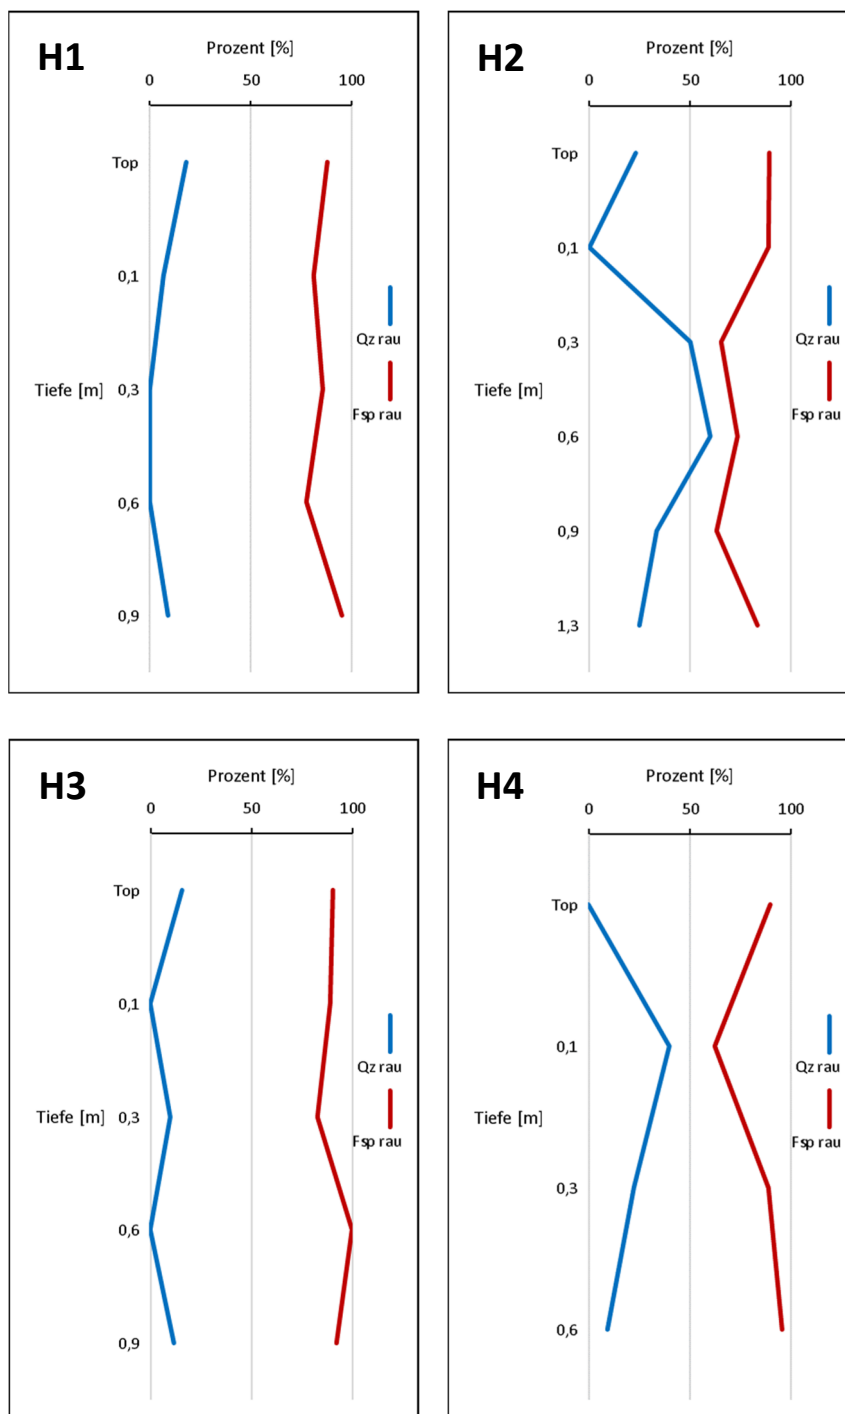 H1
Prozent [%]
0 50 100
Top
0,1
Qz rau
Tiefe [m] 0,3
Fsp rau
0,6
0,9
H2
Prozent [%]
0 50 100
Top
0,1
0,3
Qz rau
Tiefe [m]
Fsp rau
0,6
0,9
1,3
H3
Prozent [%]
0 50 100
Top
0,1
Qz rau
Tiefe [m] 0,3
Fsp rau
0,6
0,9
H4
Prozent [%]
0 50 100
Top
0,1
Qz rau
Tiefe [m]
Fsp rau
0,3
0,6